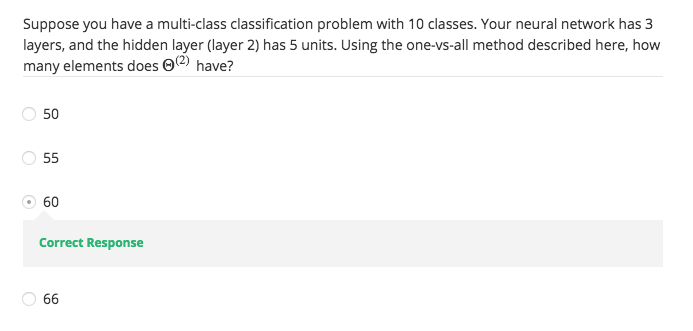 Suppose you have a multi-class classification problem with 10 classes. Your neural network has 3
layers, and the hidden layer (layer 2) has 5 units. Using the one-vs-all method described here, how
many elements does Θ⁽²⁾ have?
50
55
60
Correct Response
66